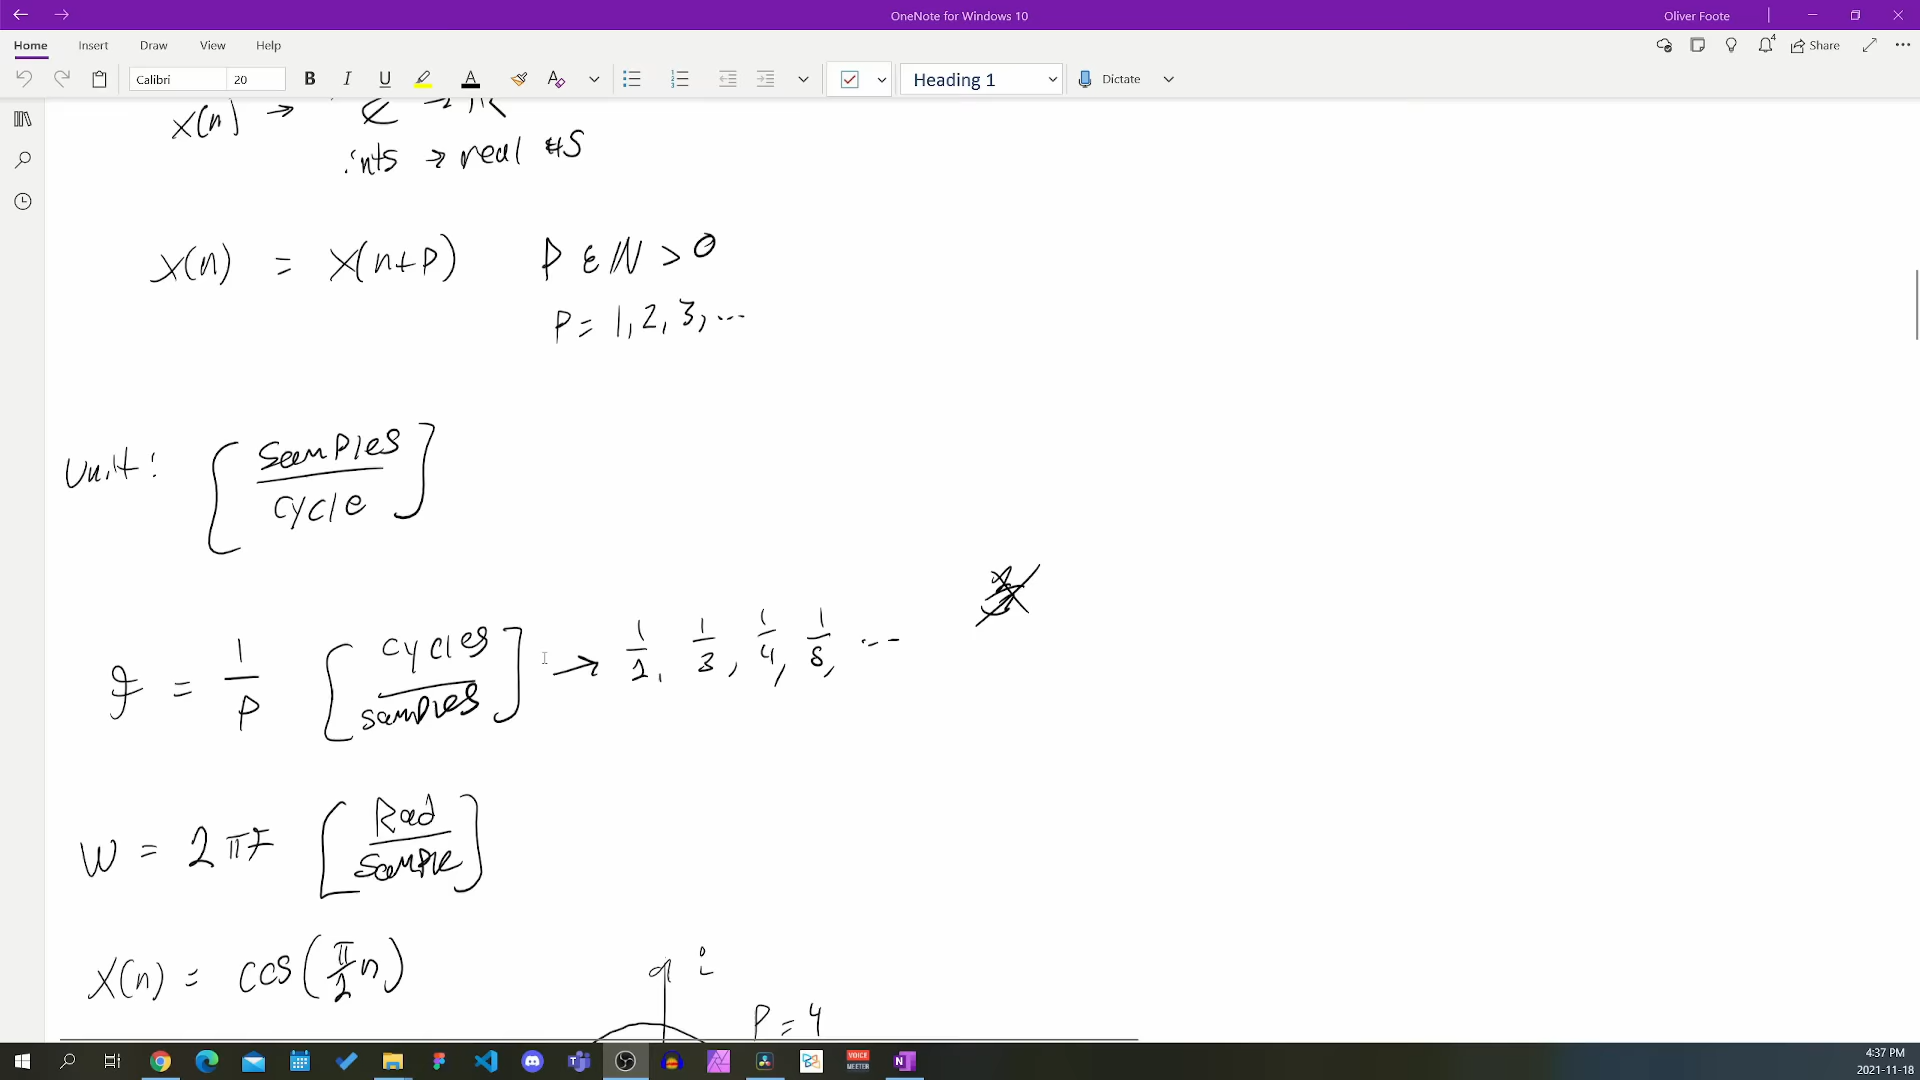 OneNote for Windows 10
Oliver Foote
Home Insert Draw View Help
Share
Calibri 20 B I U A Heading 1 Dictate
x(n) →
ints → real #s
x(n) = x(n+P) P ∈ ℕ > 0
P = 1, 2, 3, ...
Unit: [samples/cycle]
f = 1/P [cycles/samples] → 1/2, 1/3, 1/4, 1/5, ...
W = 2πf [Rad/sample]
x(n) = cos(π/2 n)
i
P = 4
VOICE MEETER
4:37 PM
2021-11-18